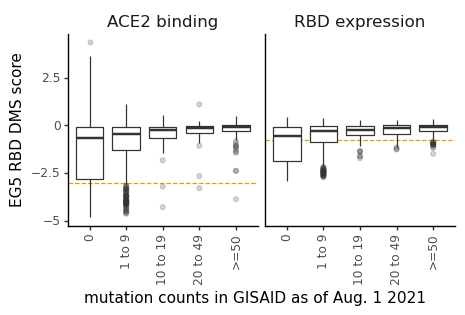 ACE2 binding RBD expression
EG5 RBD DMS score
2.5
0
−2.5
−5
0 1 to 9 10 to 19 20 to 49 >=50 0 1 to 9 10 to 19 20 to 49 >=50
mutation counts in GISAID as of Aug. 1 2021